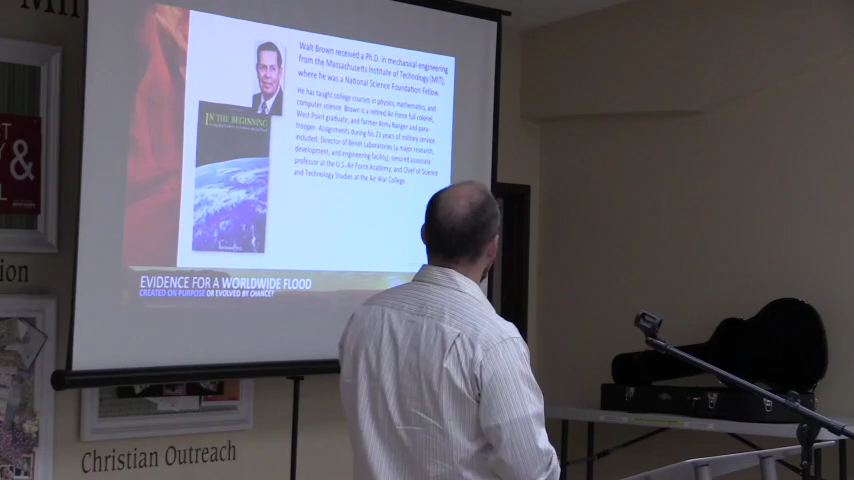 Mi
&
L
ion
Walt Brown received a Ph.D. in mechanical engineering
from the Massachusetts Institute of Technology (MIT),
where he was a National Science Foundation Fellow.
He has taught college courses in physics, mathematics, and
computer science. Brown is a retired Air Force full colonel,
West Point graduate, and former Army Ranger and para-
trooper. Assignments during his 21 years of military service
included: Director of Benét Laboratories (a major research,
development, and engineering facility); tenured associate
professor at the U.S. Air Force Academy, and Chief of Science
and Technology Studies at the Air War College.
IN THE BEGINNING
EVIDENCE FOR A WORLDWIDE FLOOD
CREATED ON PURPOSE OR EVOLVED BY CHANCE?
Christian Outreach